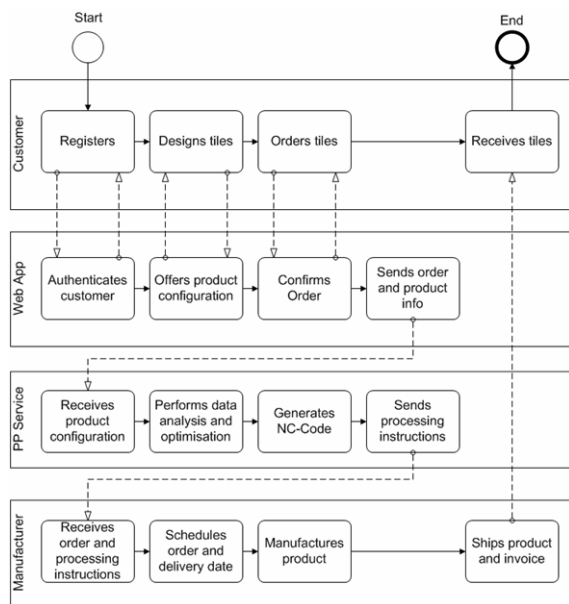 Start
End
Customer
Registers
Designs tiles
Orders tiles
Receives tiles
Web App
Authenticates
customer
Offers product
configuration
Confirms
Order
Sends order
and product
info
PP Service
Receives
product
configuration
Performs data
analysis and
optimisation
Generates
NC-Code
Sends
processing
instructions
Manufacturer
Receives
order and
processing
instructions
Schedules
order and
delivery date
Manufactures
product
Ships product
and invoice